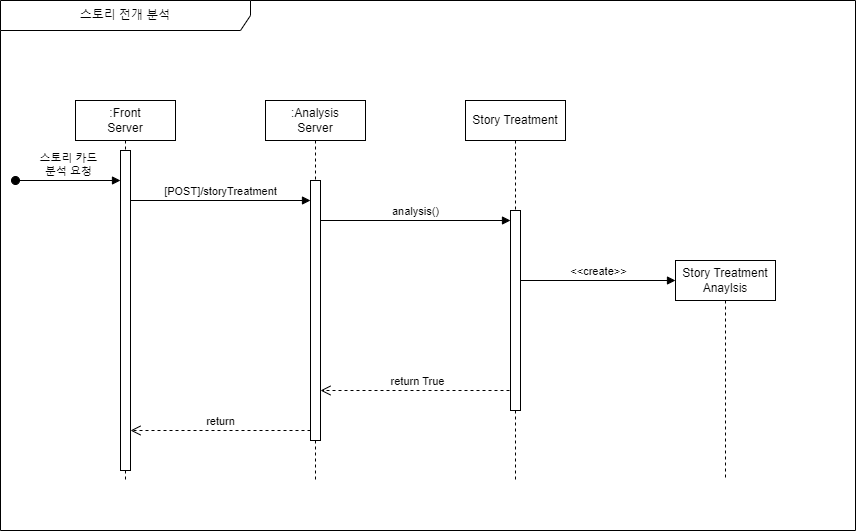 스토리 전개 분석
:Front
Server
:Analysis
Server
Story Treatment
스토리 카드
분석 요청
[POST]/storyTreatment
analysis()
<<create>>
Story Treatment
Anaylsis
return True
return